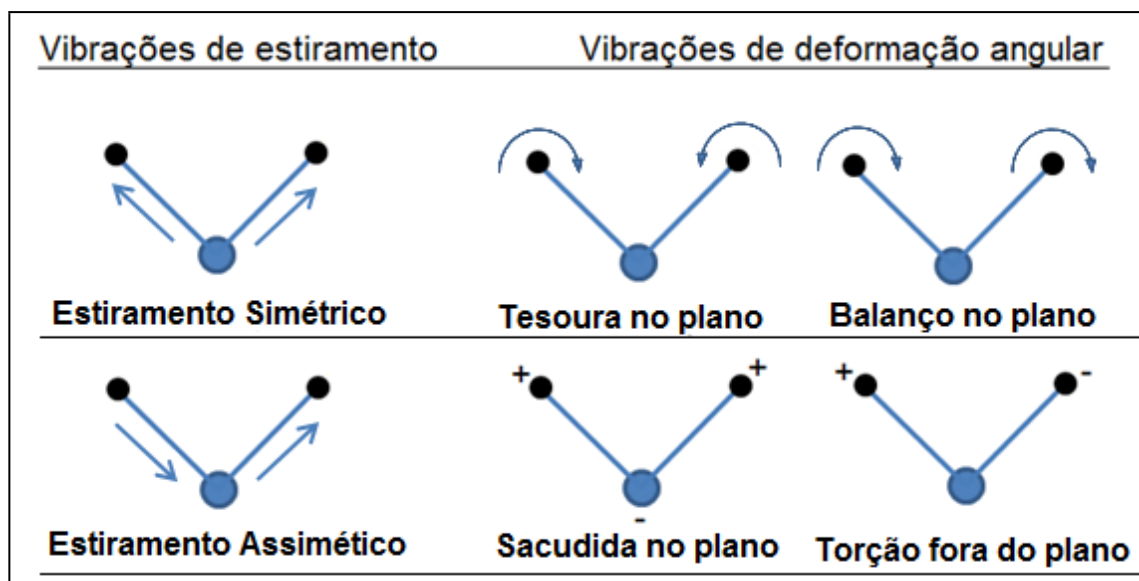 Vibrações de estiramento
Vibrações de deformação angular
Estiramento Simétrico
Tesoura no plano
Balanço no plano
+
+
-
+
-
Estiramento Assimético
Sacudida no plano
Torção fora do plano